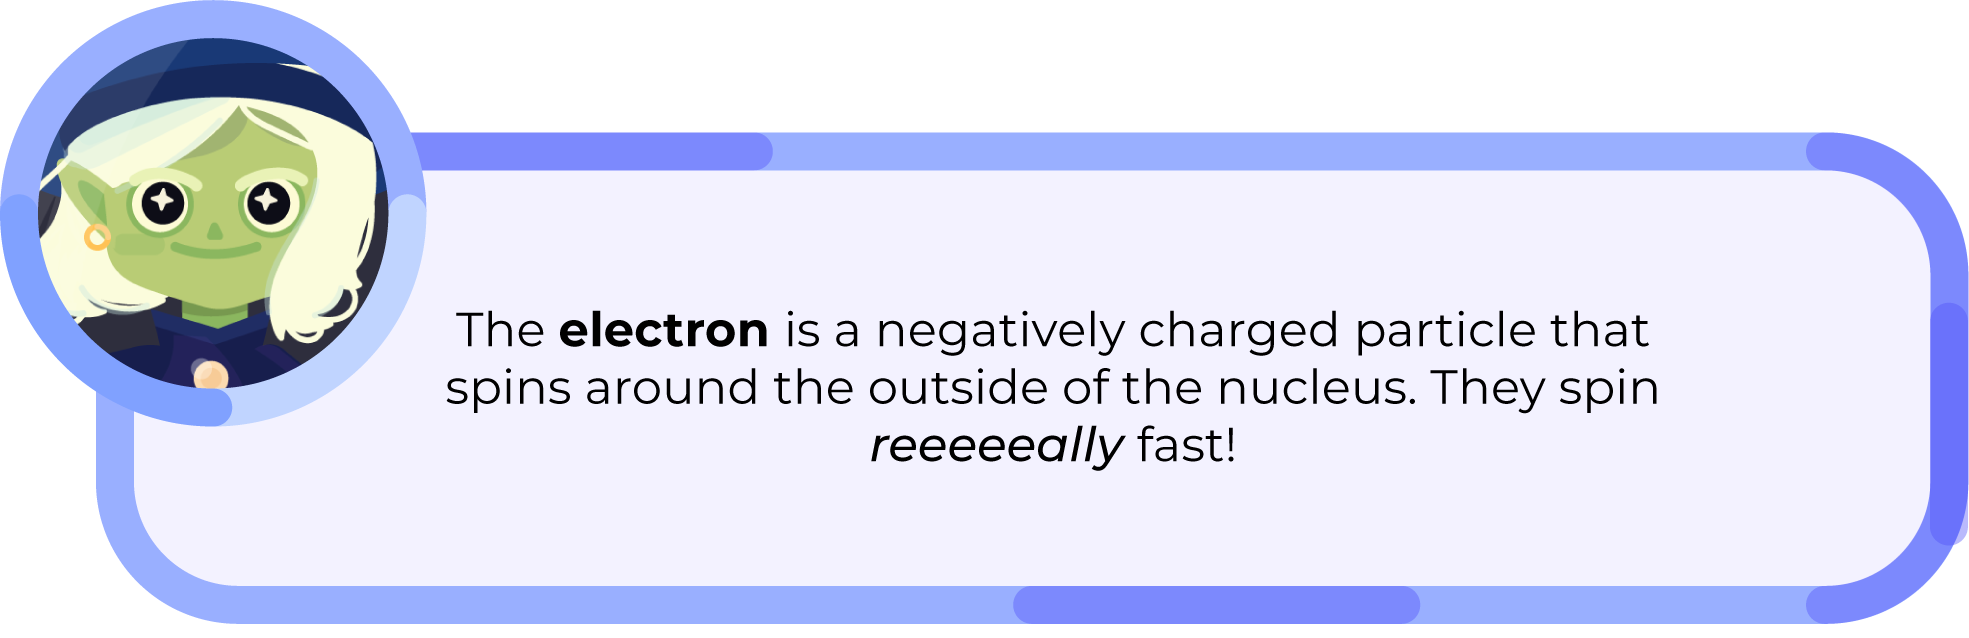 The electron is a negatively charged particle that
spins around the outside of the nucleus. They spin
reeeeeally fast!